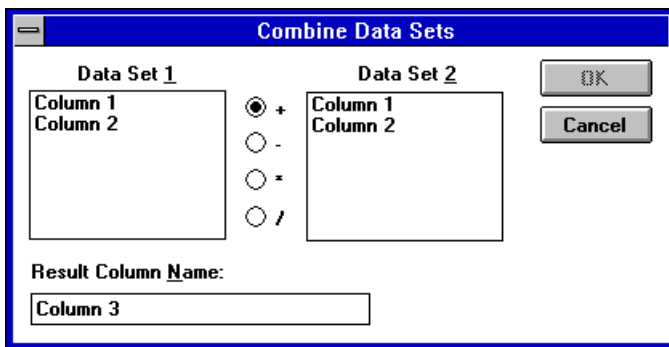 Combine Data Sets
Data Set 1
Column 1
Column 2
+
-
*
/
Data Set 2
Column 1
Column 2
OK
Cancel
Result Column Name:
Column 3